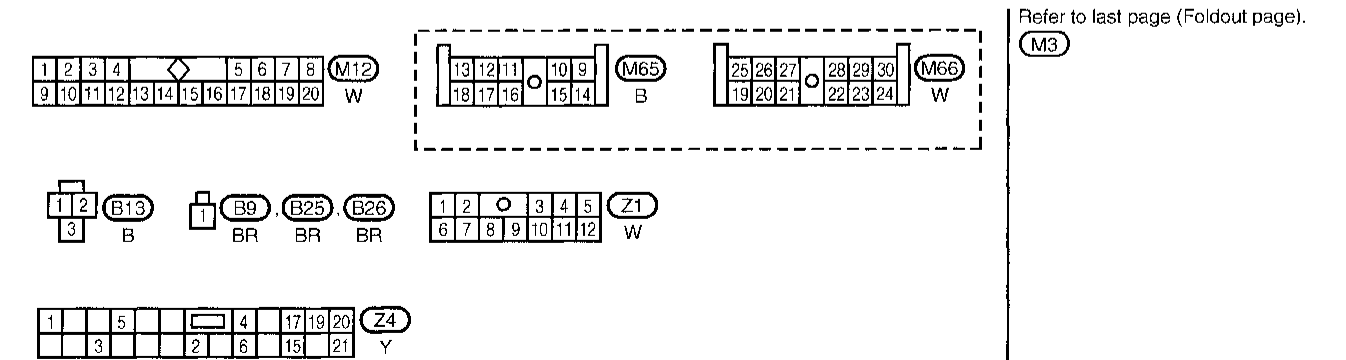 Refer to last page (Foldout page).
M3
1 2 3 4 5 6 7 8 M12
9 10 11 12 13 14 15 16 17 18 19 20 W
13 12 11 10 9 M65
18 17 16 15 14 B
25 26 27 28 29 30 M66
19 20 21 22 23 24 W
1 2 B13
3 B
1 B9 , B25 , B26
BR BR BR
1 2 3 4 5 Z1
6 7 8 9 10 11 12 W
1 5 4 17 19 20 Z4
3 2 6 15 21 Y